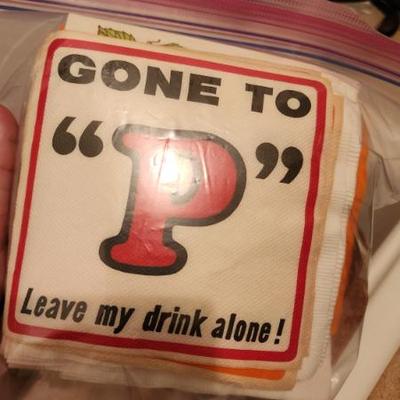 GONE TO
“P”
Leave my drink alone!